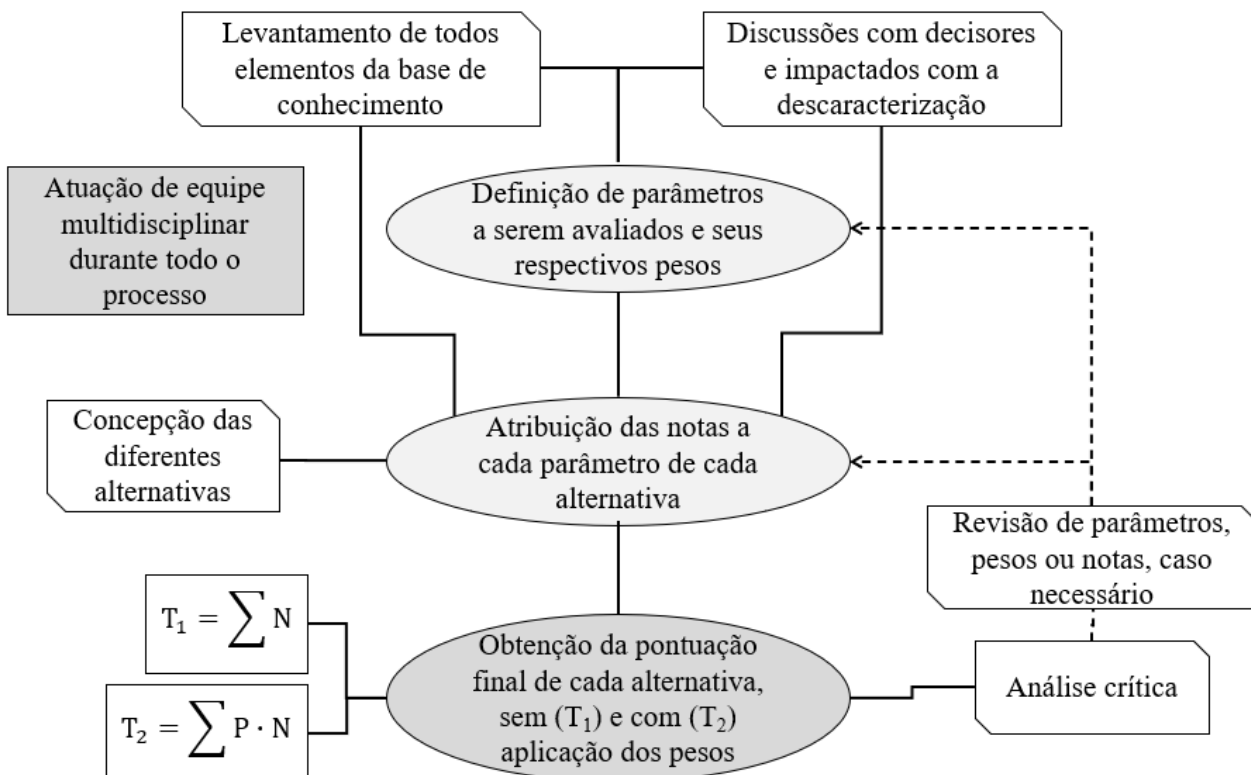 Levantamento de todos
elementos da base de
conhecimento
Discussões com decisores
e impactados com a
descaracterização
Atuação de equipe
multidisciplinar
durante todo o
processo
Definição de parâmetros
a serem avaliados e seus
respectivos pesos
Concepção das
diferentes
alternativas
Atribuição das notas a
cada parâmetro de cada
alternativa
Revisão de parâmetros,
pesos ou notas, caso
necessário
T₁ = ∑ N
T₂ = ∑ P · N
Obtenção da pontuação
final de cada alternativa,
sem (T₁) e com (T₂)
aplicação dos pesos
Análise crítica